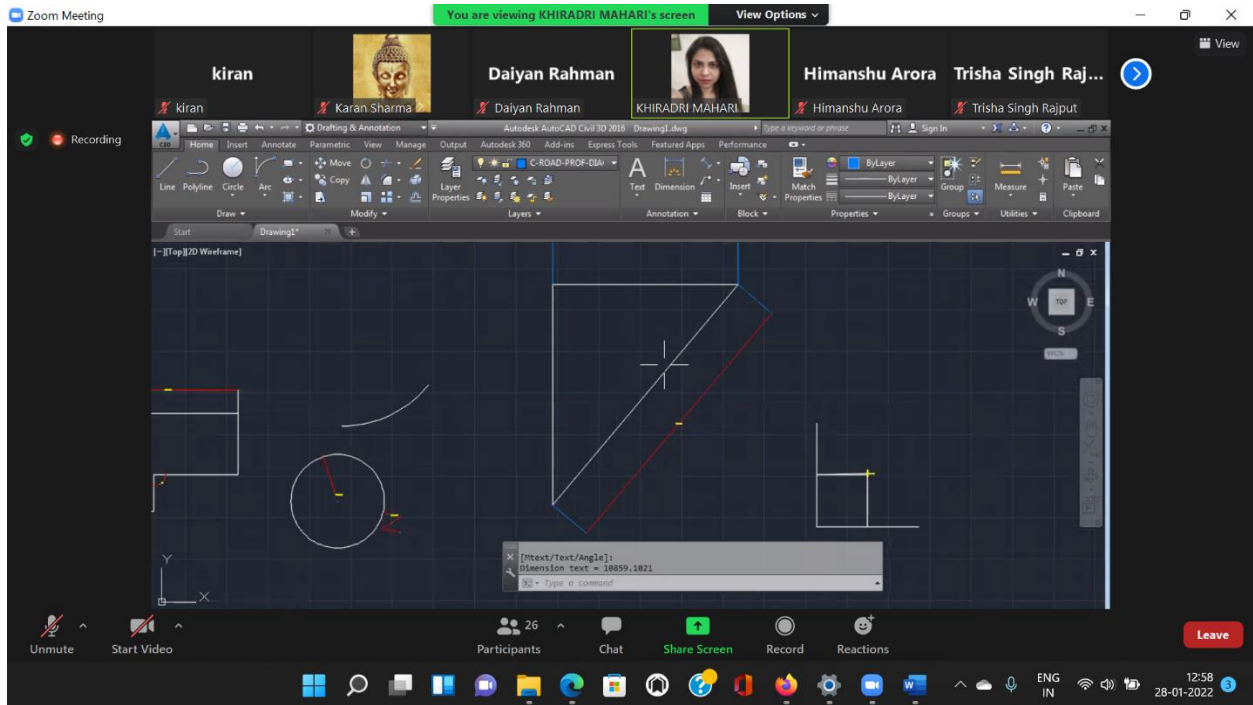 Zoom Meeting
You are viewing KHIRADRI MAHARI's screen
View Options
View
kiran
Daiyan Rahman
Himanshu Arora
Trisha Singh Raj...
kiran
Karan Sharma
Daiyan Rahman
KHIRADRI MAHARI
Himanshu Arora
Trisha Singh Rajput
Recording
C3D
Drafting & Annotation
Autodesk AutoCAD Civil 3D 2016 Drawing1.dwg
Type a keyword or phrase
Sign In
Home Insert Annotate Parametric View Manage Output Autodesk 360 Add-ins Express Tools Featured Apps Performance
Line
Polyline
Circle
Arc
Move
Copy
Layer Properties
C-ROAD-PROF-DIA
Text
Dimension
Insert
Match Properties
ByLayer
ByLayer
ByLayer
Group
Measure
Paste
Draw
Modify
Layers
Annotation
Block
Properties
Groups
Utilities
Clipboard
Start
Drawing1*
[-][Top][2D Wireframe]
N
W
TOP
E
S
WCS
[Mtext/Text/Angle]:
Dimension text = 10859.1021
Type a command
Y
X
Unmute
Start Video
26
Participants
Chat
Share Screen
Record
Reactions
Leave
ENG
IN
12:58
28-01-2022
3